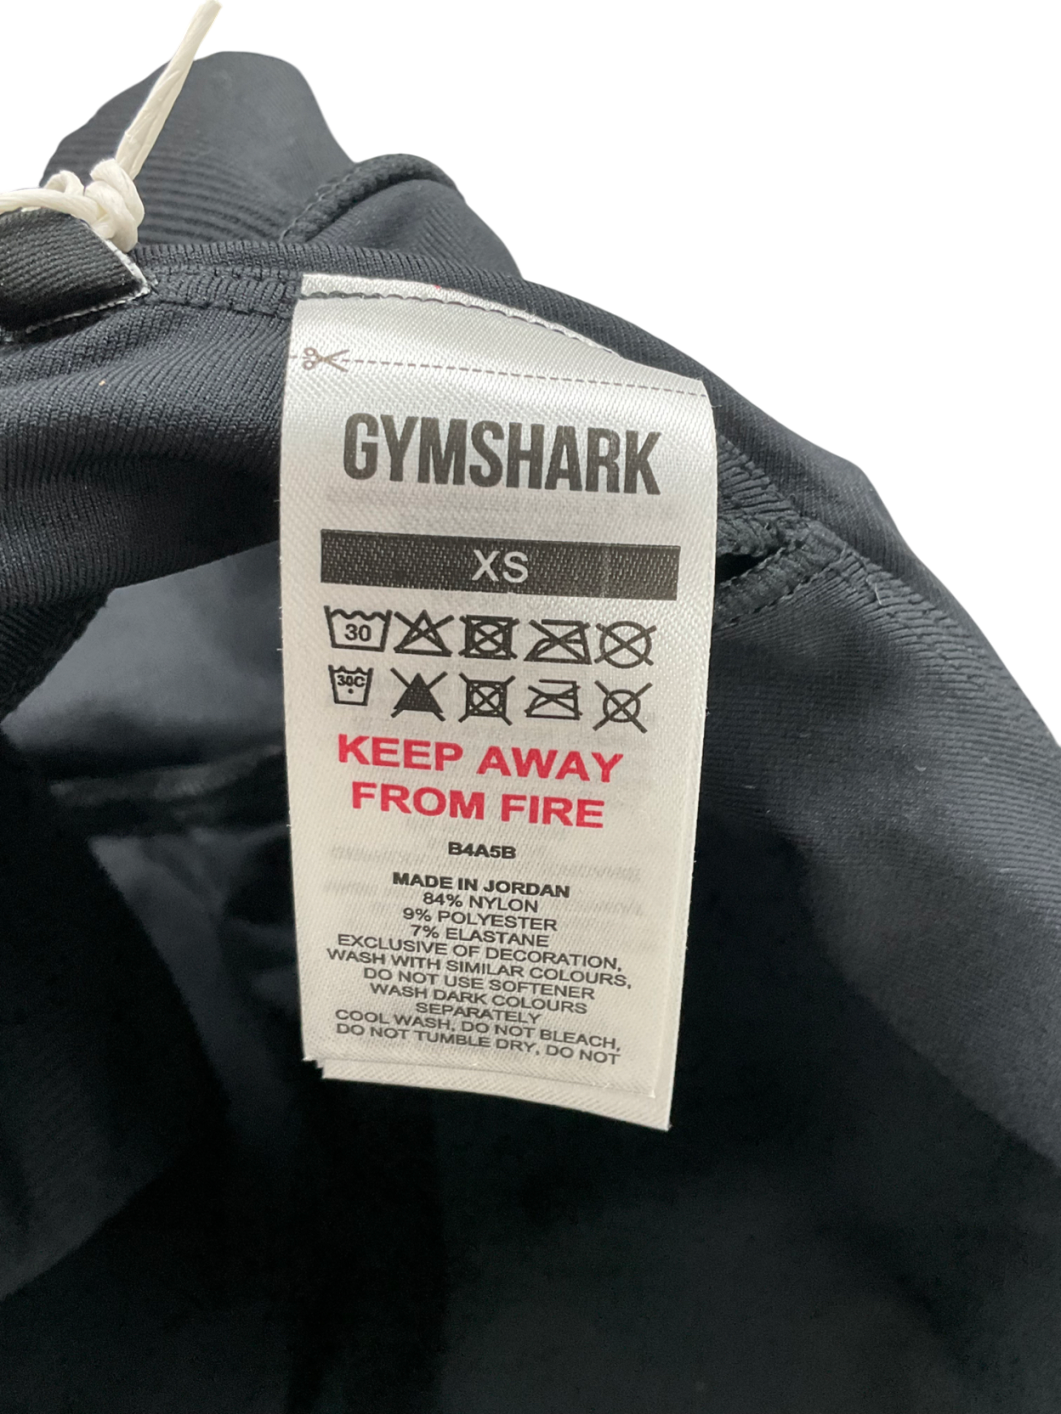 GYMSHARK
XS
30
30C
KEEP AWAY
FROM FIRE
B4A5B
MADE IN JORDAN
84% NYLON
9% POLYESTER
7% ELASTANE
EXCLUSIVE OF DECORATION,
WASH WITH SIMILAR COLOURS,
DO NOT USE SOFTENER
WASH DARK COLOURS
SEPARATELY
COOL WASH, DO NOT BLEACH,
DO NOT TUMBLE DRY, DO NOT